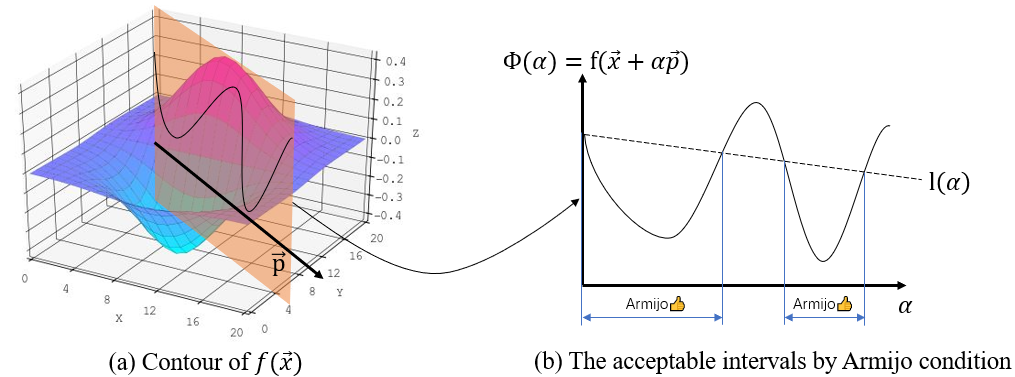 0.4
0.3
0.2
0.1
0.0
-0.1
-0.2
-0.3
-0.4
Z
0
4
8
12
16
20
X
0
4
8
12
16
20
Y
p⃗
(a) Contour of f(x⃗)
Φ(α) = f(x⃗ + αp⃗)
l(α)
Armijo👍
Armijo👍
α
(b) The acceptable intervals by Armijo condition